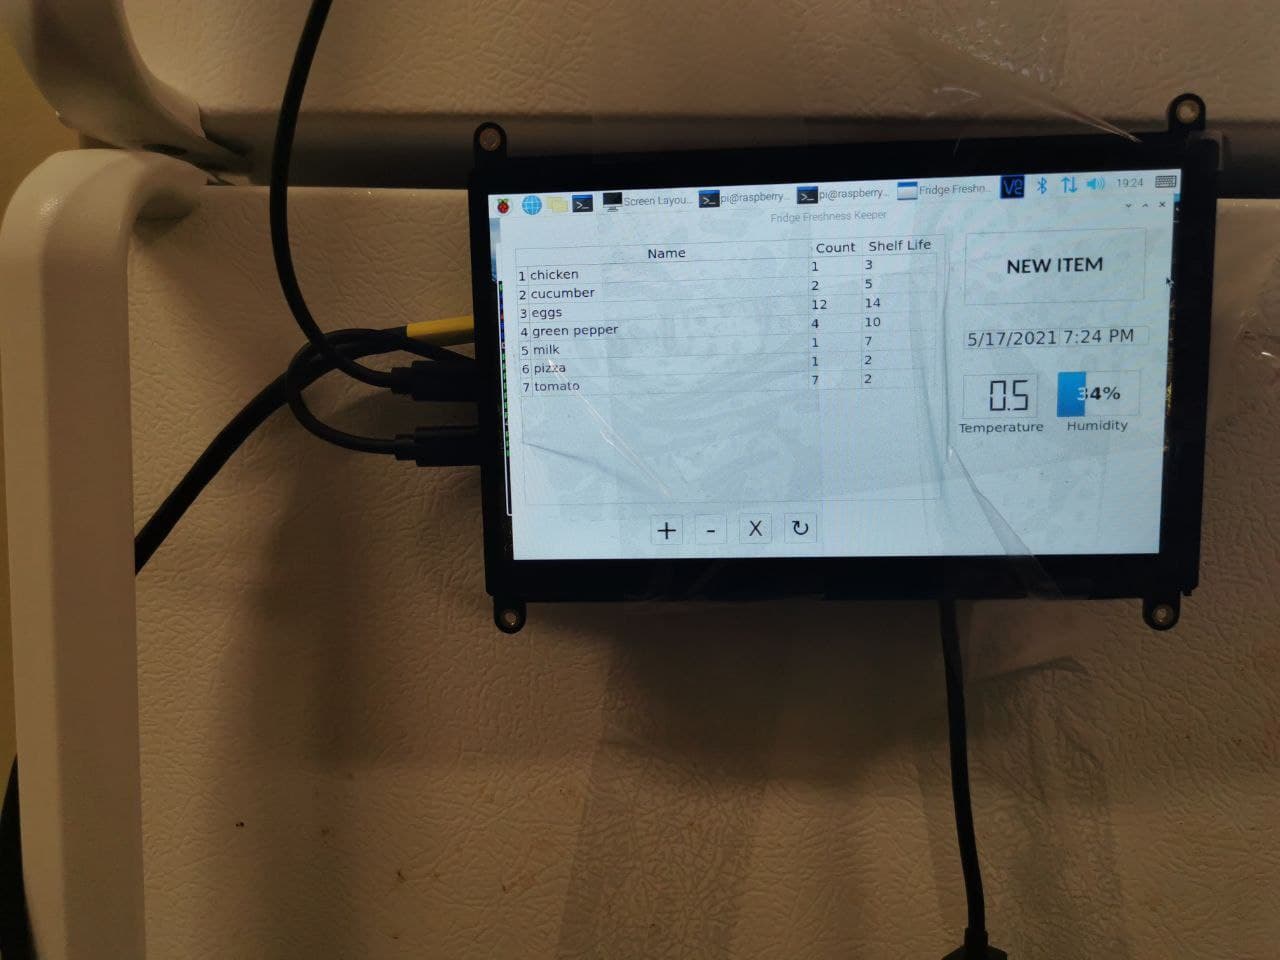 Screen Layou... pi@raspberry... pi@raspberry... Fridge Freshn... V2 19:24
Fridge Freshness Keeper
Name Count Shelf Life
1 chicken 1 3
2 cucumber 2 5
3 eggs 12 14
4 green pepper 4 10
5 milk 1 7
6 pizza 1 2
7 tomato 7 2
+ - X ↻
NEW ITEM
5/17/2021 7:24 PM
0.5 34%
Temperature Humidity